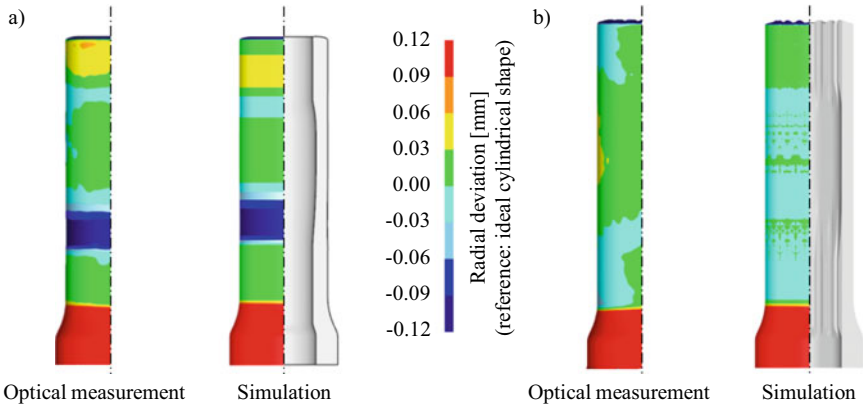 a)
Optical measurement
Simulation
0.12
0.09
0.06
0.03
0.00
-0.03
-0.06
-0.09
-0.12
Radial deviation [mm]
(reference: ideal cylindrical shape)
b)
Optical measurement
Simulation